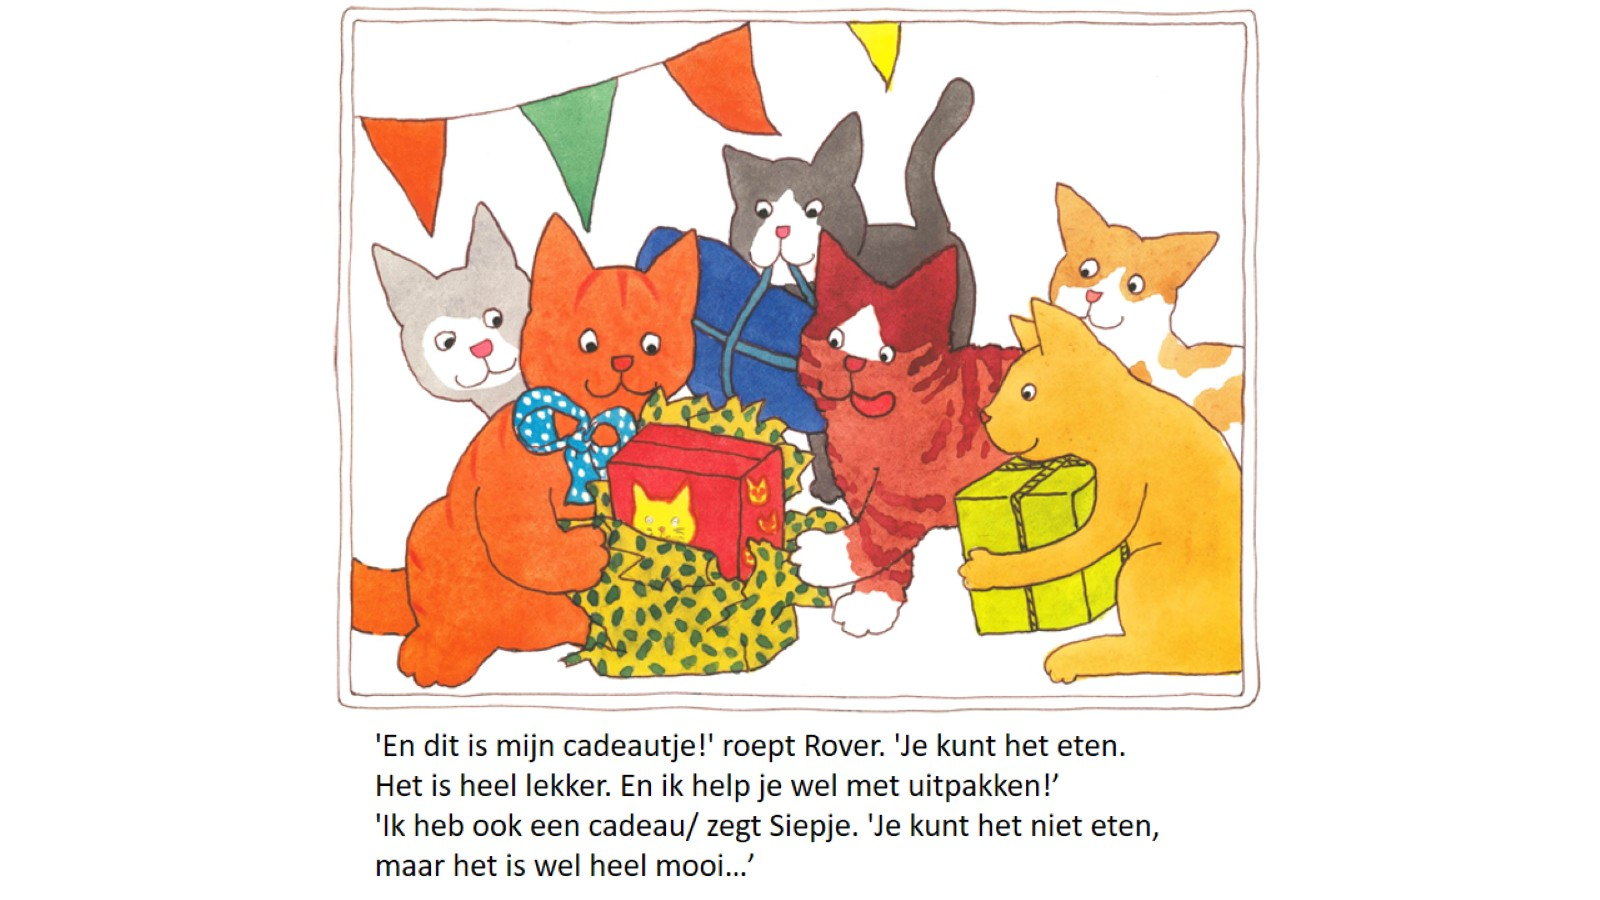 'En dit is mijn cadeautje!' roept Rover. 'Je kunt het eten.
Het is heel lekker. En ik help je wel met uitpakken!’
'Ik heb ook een cadeau/ zegt Siepje. 'Je kunt het niet eten,
maar het is wel heel mooi…’